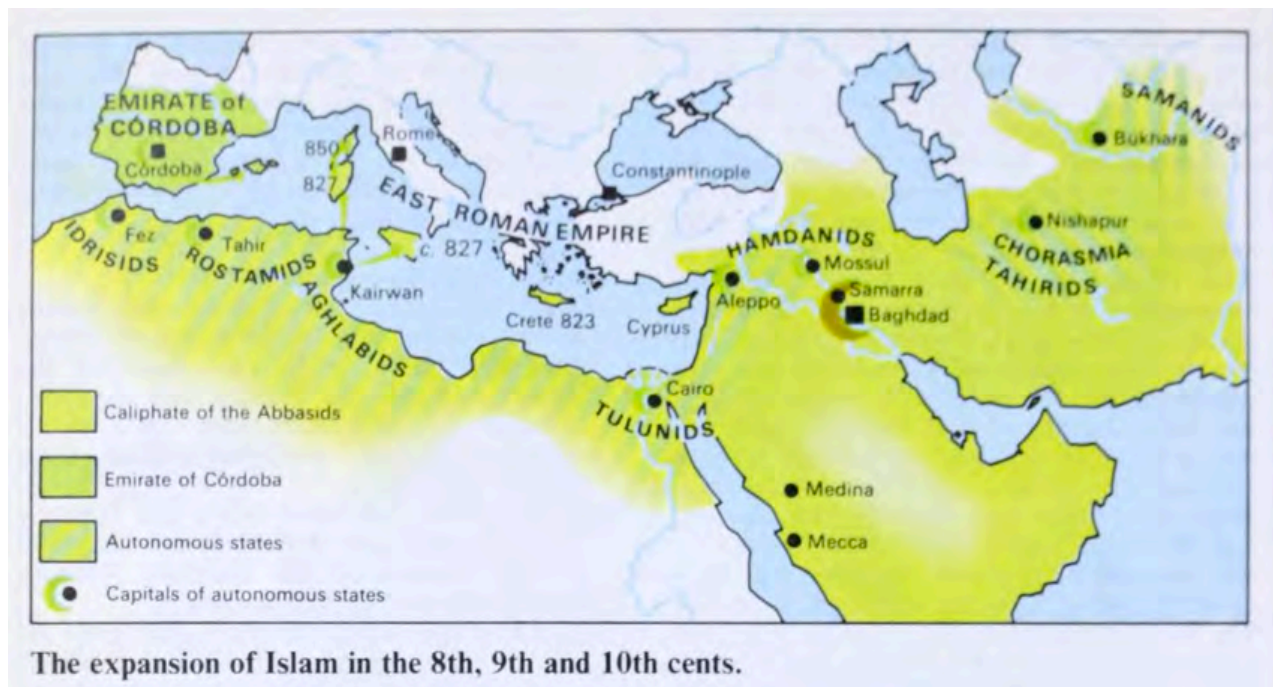 EMIRATE of
CÓRDOBA
Córdoba
850
827
Rome
EAST ROMAN EMPIRE
Constantinople
SAMANIDS
Bukhara
Nishapur
CHORASMIA
TAHIRIDS
IDRISIDS
Fez
ROSTAMIDS
Tahir
AGHLABIDS
Kairwan
c. 827
Crete 823
Cyprus
HAMDANIDS
Aleppo
Mossul
Samarra
Baghdad
Cairo
TULUNIDS
Medina
Mecca
Caliphate of the Abbasids
Emirate of Córdoba
Autonomous states
Capitals of autonomous states
The expansion of Islam in the 8th, 9th and 10th cents.